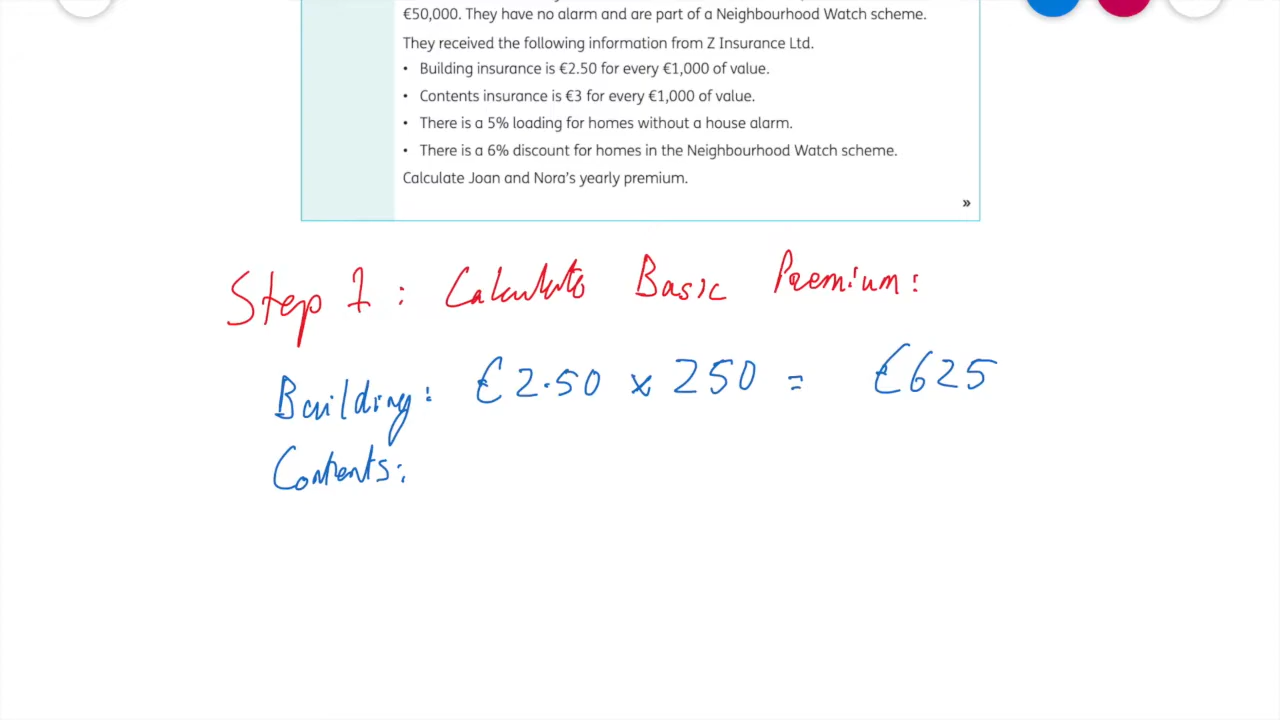 €50,000. They have no alarm and are part of a Neighbourhood Watch scheme.
They received the following information from Z Insurance Ltd.
• Building insurance is €2.50 for every €1,000 of value.
• Contents insurance is €3 for every €1,000 of value.
• There is a 5% loading for homes without a house alarm.
• There is a 6% discount for homes in the Neighbourhood Watch scheme.
Calculate Joan and Nora's yearly premium.
»
Step 1: Calculate Basic Premium:
Building: €2.50 x 250 = €625
Contents: